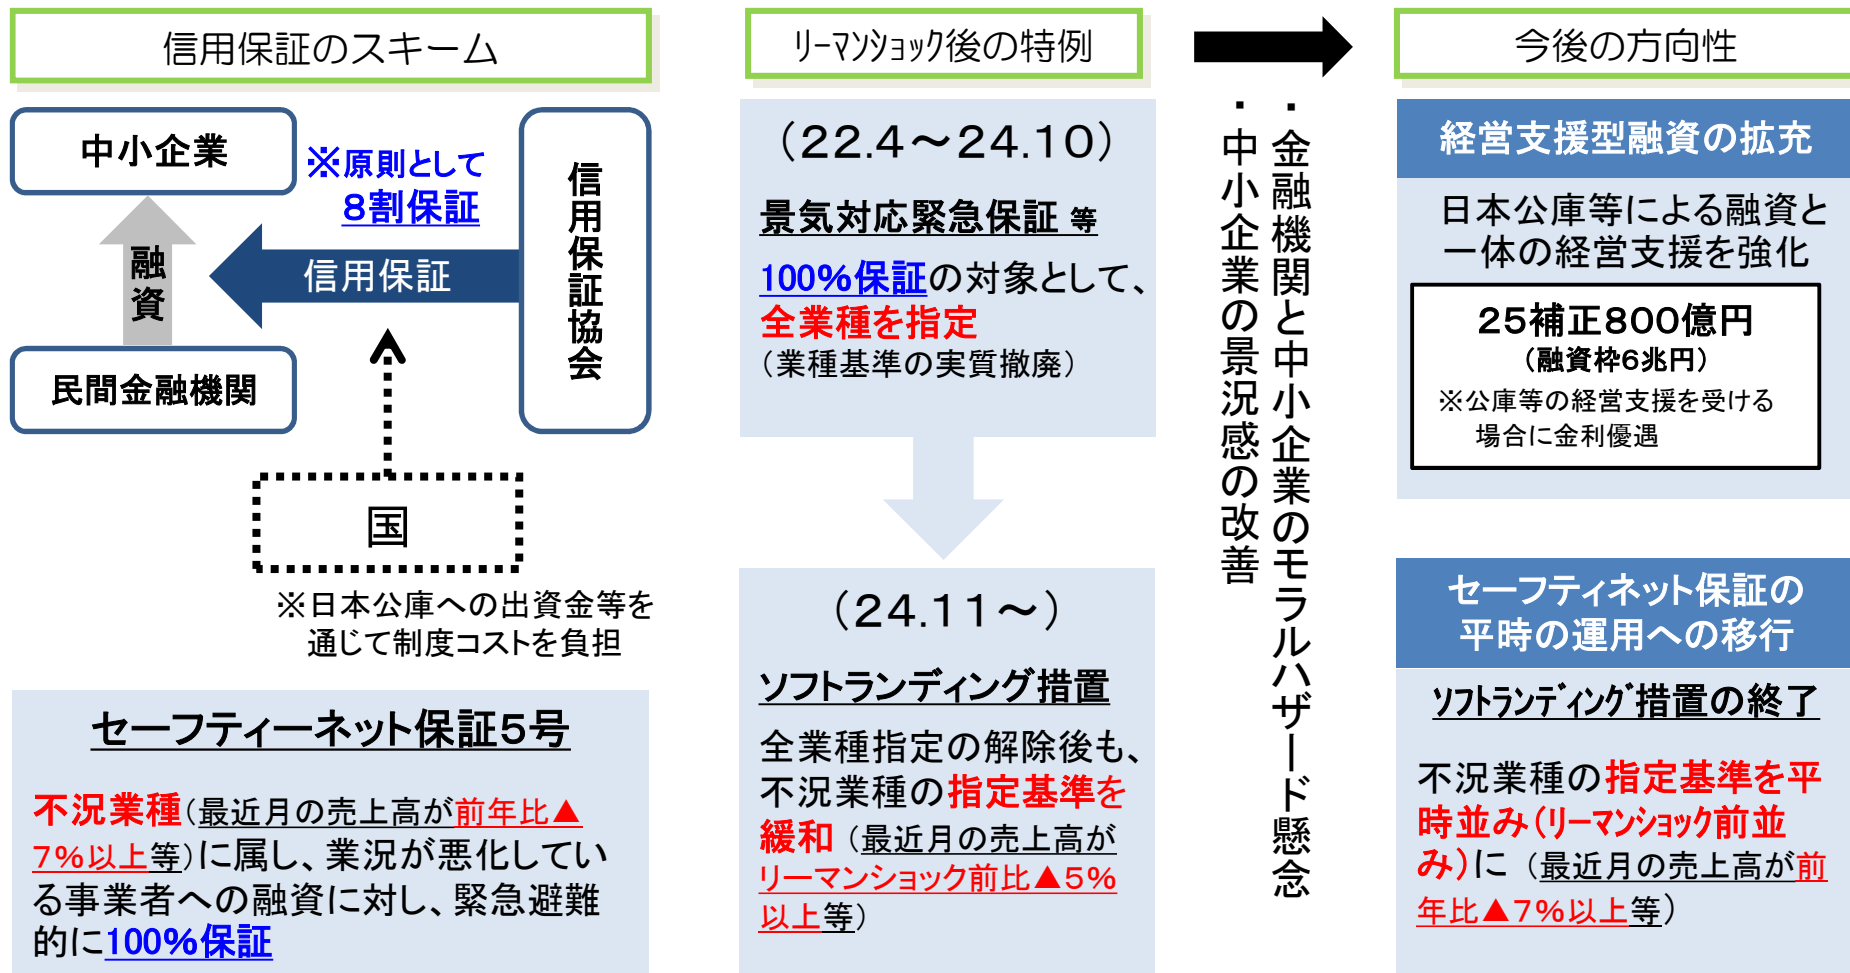 信用保証のスキーム
中小企業
※原則として
8割保証
信用保証協会
融資
信用保証
民間金融機関
国
※日本公庫への出資金等を
通じて制度コストを負担
セーフティーネット保証5号
不況業種(最近月の売上高が前年比▲
7%以上等)に属し、業況が悪化してい
る事業者への融資に対し、緊急避難
的に100%保証
リーマンショック後の特例
(22.4～24.10)
景気対応緊急保証 等
100%保証の対象として、
全業種を指定
(業種基準の実質撤廃)
(24.11～)
ソフトランディング措置
全業種指定の解除後も、
不況業種の指定基準を
緩和 (最近月の売上高が
リーマンショック前比▲5%
以上等)
・金融機関と中小企業のモラルハザード懸念
・中小企業の景況感の改善
今後の方向性
経営支援型融資の拡充
日本公庫等による融資と
一体の経営支援を強化
25補正800億円
(融資枠6兆円)
※公庫等の経営支援を受ける
場合に金利優遇
セーフティネット保証の
平時の運用への移行
ソフトランディング措置の終了
不況業種の指定基準を平
時並み(リーマンショック前並
み)に (最近月の売上高が前
年比▲7%以上等)